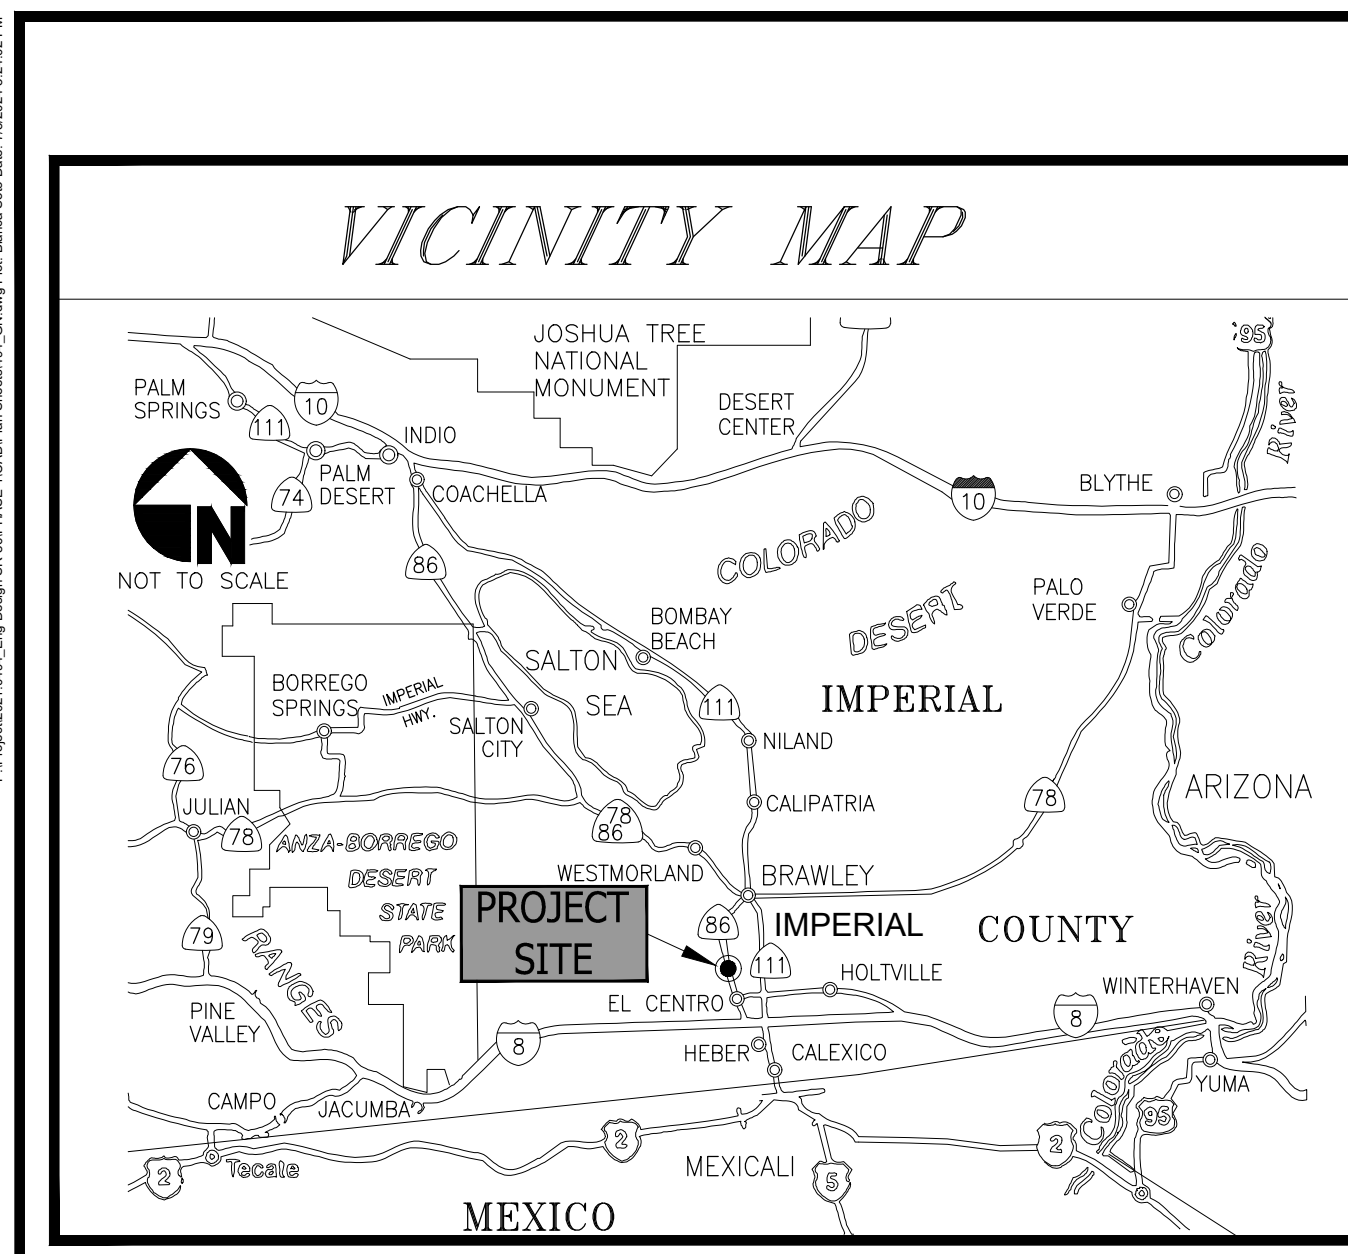 VICINITY MAP
JOSHUA TREE
NATIONAL
MONUMENT
95
River
PALM
SPRINGS
10
111
DESERT
CENTER
INDIO
PALM
DESERT
74
COACHELLA
10
BLYTHE
N
NOT TO SCALE
86
COLORADO
DESERT
Colorado
PALO
VERDE
BOMBAY
BEACH
SALTON
SEA
BORREGO
SPRINGS
IMPERIAL
HWY.
SALTON
CITY
111
IMPERIAL
NILAND
76
JULIAN
78
78
86
CALIPATRIA
78
ARIZONA
ANZA-BORREGO
DESERT
STATE
PARK
WESTMORLAND
BRAWLEY
PROJECT
SITE
86
IMPERIAL
COUNTY
79
RANGES
111
HOLTVILLE
River
WINTERHAVEN
EL CENTRO
PINE
VALLEY
8
8
HEBER
CALEXICO
Colorado
YUMA
CAMPO
JACUMBA
95
2
2
2
Tecate
MEXICALI
5
MEXICO